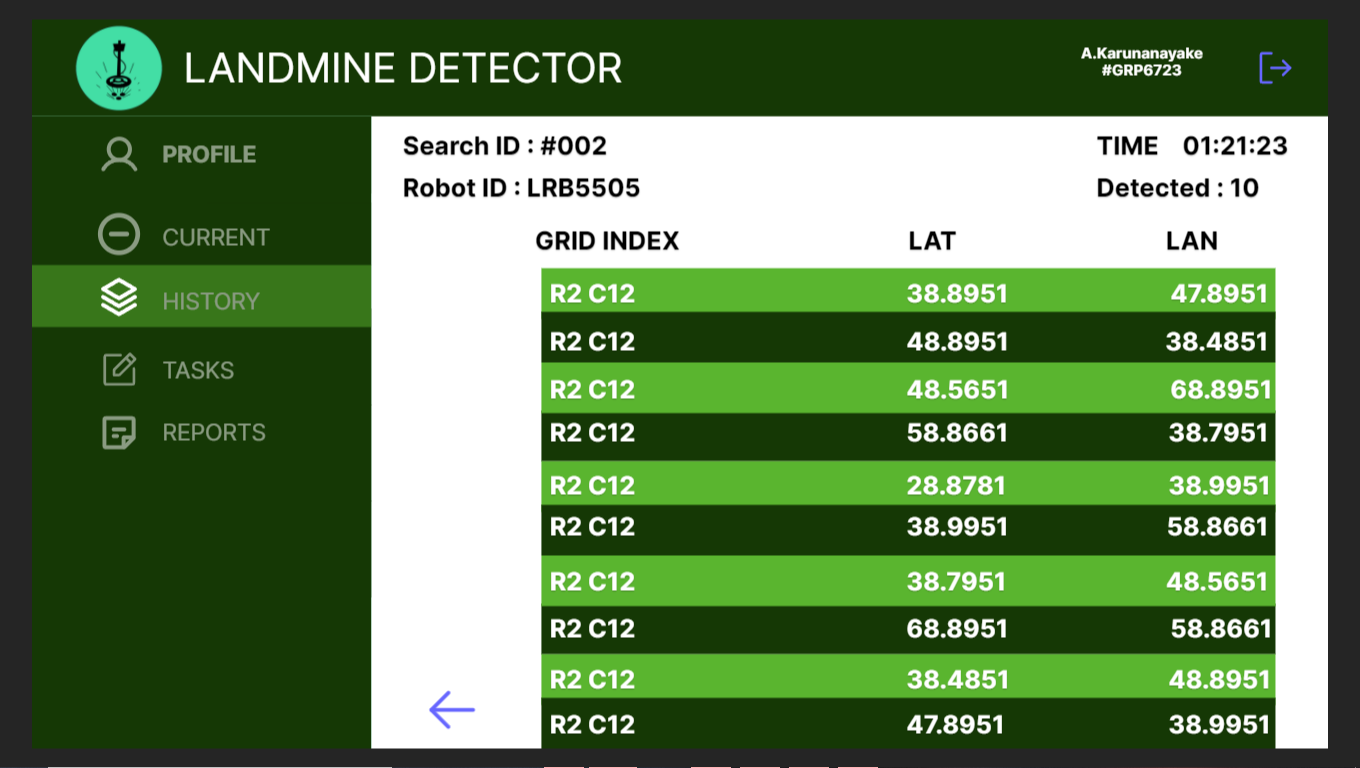 LANDMINE DETECTOR
A.Karunanayake
#GRP6723
PROFILE
CURRENT
HISTORY
TASKS
REPORTS
Search ID : #002
TIME 01:21:23
Robot ID : LRB5505
Detected : 10
GRID INDEX LAT LAN
R2 C12 38.8951 47.8951
R2 C12 48.8951 38.4851
R2 C12 48.5651 68.8951
R2 C12 58.8661 38.7951
R2 C12 28.8781 38.9951
R2 C12 38.9951 58.8661
R2 C12 38.7951 48.5651
R2 C12 68.8951 58.8661
R2 C12 38.4851 48.8951
R2 C12 47.8951 38.9951